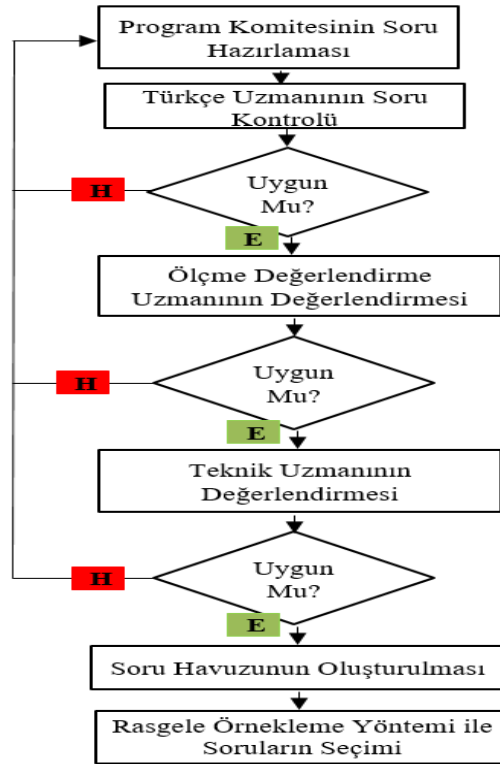 Program Komitesinin Soru
Hazırlaması
Türkçe Uzmanının Soru
Kontrolü
Uygun
Mu?
H
E
Ölçme Değerlendirme
Uzmanının Değerlendirmesi
Uygun
Mu?
H
E
Teknik Uzmanının
Değerlendirmesi
Uygun
Mu?
H
E
Soru Havuzunun Oluşturulması
Rasgele Örnekleme Yöntemi ile
Soruların Seçimi